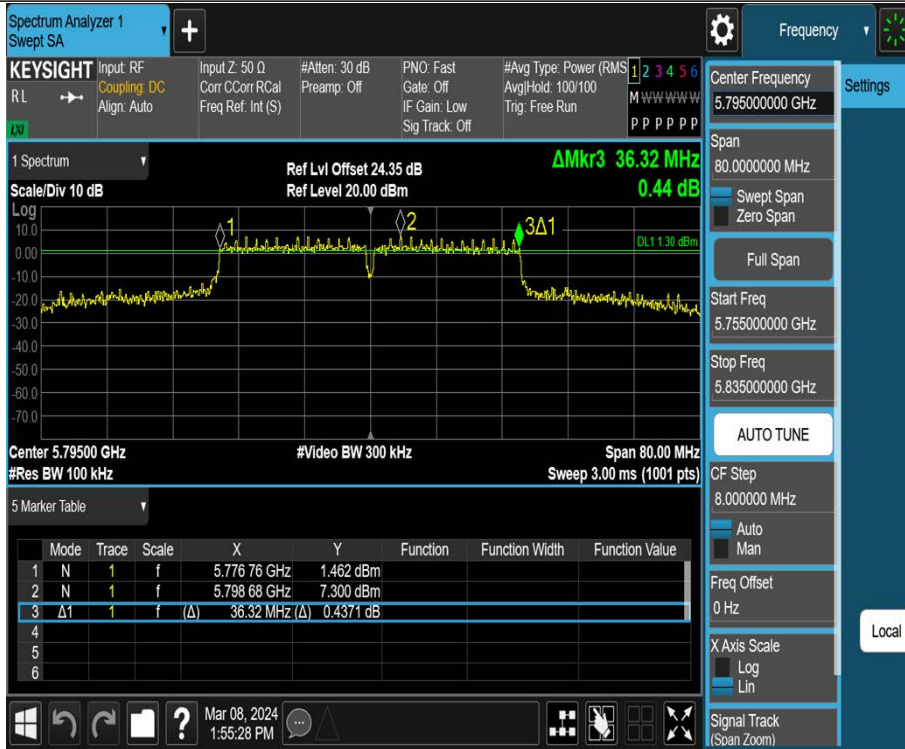 Spectrum Analyzer 1
Swept SA
+
Frequency
KEYSIGHT
RL
LXI
Input: RF
Coupling: DC
Align: Auto
Input Z: 50 Ω
Corr CCorr RCal
Freq Ref: Int (S)
#Atten: 30 dB
Preamp: Off
PNO: Fast
Gate: Off
IF Gain: Low
Sig Track: Off
#Avg Type: Power (RMS
Avg|Hold: 100/100
Trig: Free Run
1 2 3 4 5 6
M W W W W W
P P P P P P
1 Spectrum
Scale/Div 10 dB
Ref Lvl Offset 24.35 dB
Ref Level 20.00 dBm
ΔMkr3 36.32 MHz
0.44 dB
Log
10.0
0.00
-10.0
-20.0
-30.0
-40.0
-50.0
-60.0
-70.0
1
2
3Δ1
DL1 1.30 dBm
Center 5.79500 GHz
#Res BW 100 kHz
#Video BW 300 kHz
Span 80.00 MHz
Sweep 3.00 ms (1001 pts)
5 Marker Table
Mode Trace Scale X Y Function Function Width Function Value
1 N 1 f 5.776 76 GHz 1.462 dBm
2 N 1 f 5.798 68 GHz 7.300 dBm
3 Δ1 1 f (Δ) 36.32 MHz (Δ) 0.4371 dB
4
5
6
?
Mar 08, 2024
1:55:28 PM
Center Frequency
5.795000000 GHz
Span
80.0000000 MHz
Swept Span
Zero Span
Full Span
Start Freq
5.755000000 GHz
Stop Freq
5.835000000 GHz
AUTO TUNE
CF Step
8.000000 MHz
Auto
Man
Freq Offset
0 Hz
X Axis Scale
Log
Lin
Signal Track
(Span Zoom)
Settings
Local